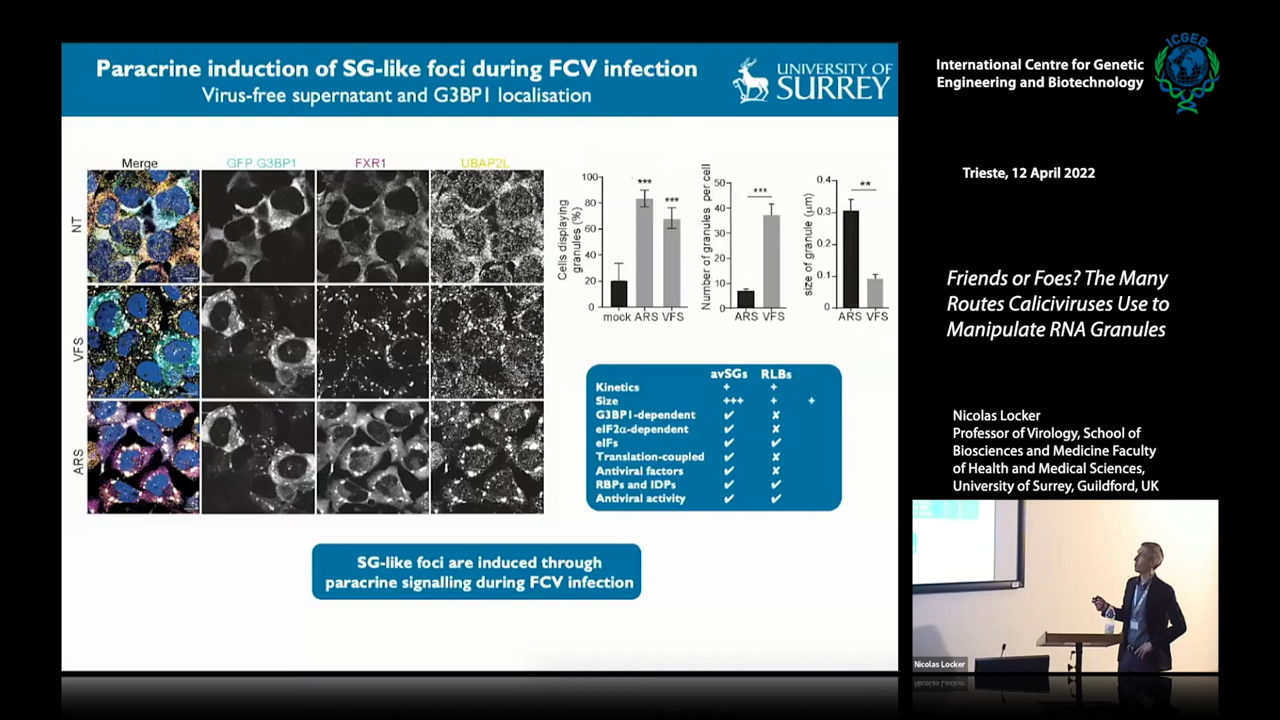 Paracrine induction of SG-like foci during FCV infection
Virus-free supernatant and G3BP1 localisation
UNIVERSITY OF
SURREY
Merge GFP G3BP1 FXR1 UBAP2L
NT
VFS
ARS
Cells displaying
granules (%)
100
80
60
40
20
0
***
***
mock ARS VFS
Number of granules per cell
50
40
30
20
10
0
***
ARS VFS
size of granule (μm)
0.4
0.3
0.2
0.1
0
**
ARS VFS
avSGs RLBs
Kinetics + +
Size +++ + +
G3BP1-dependent ✔ ✘
eIF2α-dependent ✔ ✘
eIFs ✔ ✔
Translation-coupled ✔ ✘
Antiviral factors ✔ ✘
RBPs and IDPs ✔ ✔
Antiviral activity ✔ ✔
SG-like foci are induced through
paracrine signalling during FCV infection
International Centre for Genetic
Engineering and Biotechnology
ICGEB
Trieste, 12 April 2022
Friends or Foes? The Many
Routes Caliciviruses Use to
Manipulate RNA Granules
Nicolas Locker
Professor of Virology, School of
Biosciences and Medicine Faculty
of Health and Medical Sciences,
University of Surrey, Guildford, UK
Nicolas Locker